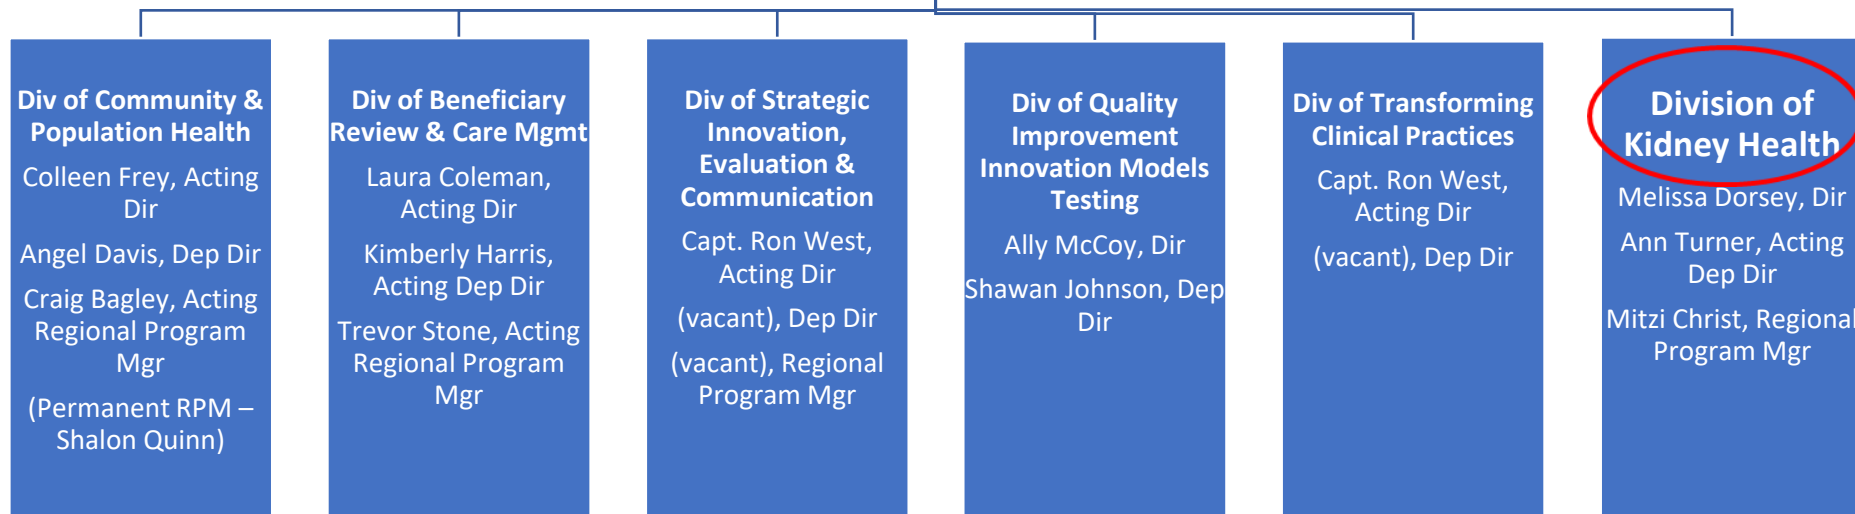 Div of Community &
Population Health
Colleen Frey, Acting
Dir
Angel Davis, Dep Dir
Craig Bagley, Acting
Regional Program
Mgr
(Permanent RPM –
Shalon Quinn)
Div of Beneficiary
Review & Care Mgmt
Laura Coleman,
Acting Dir
Kimberly Harris,
Acting Dep Dir
Trevor Stone, Acting
Regional Program
Mgr
Div of Strategic
Innovation,
Evaluation &
Communication
Capt. Ron West,
Acting Dir
(vacant), Dep Dir
(vacant), Regional
Program Mgr
Div of Quality
Improvement
Innovation Models
Testing
Ally McCoy, Dir
Shawan Johnson, Dep
Dir
Div of Transforming
Clinical Practices
Capt. Ron West,
Acting Dir
(vacant), Dep Dir
Division of
Kidney Health
Melissa Dorsey, Dir
Ann Turner, Acting
Dep Dir
Mitzi Christ, Regional
Program Mgr